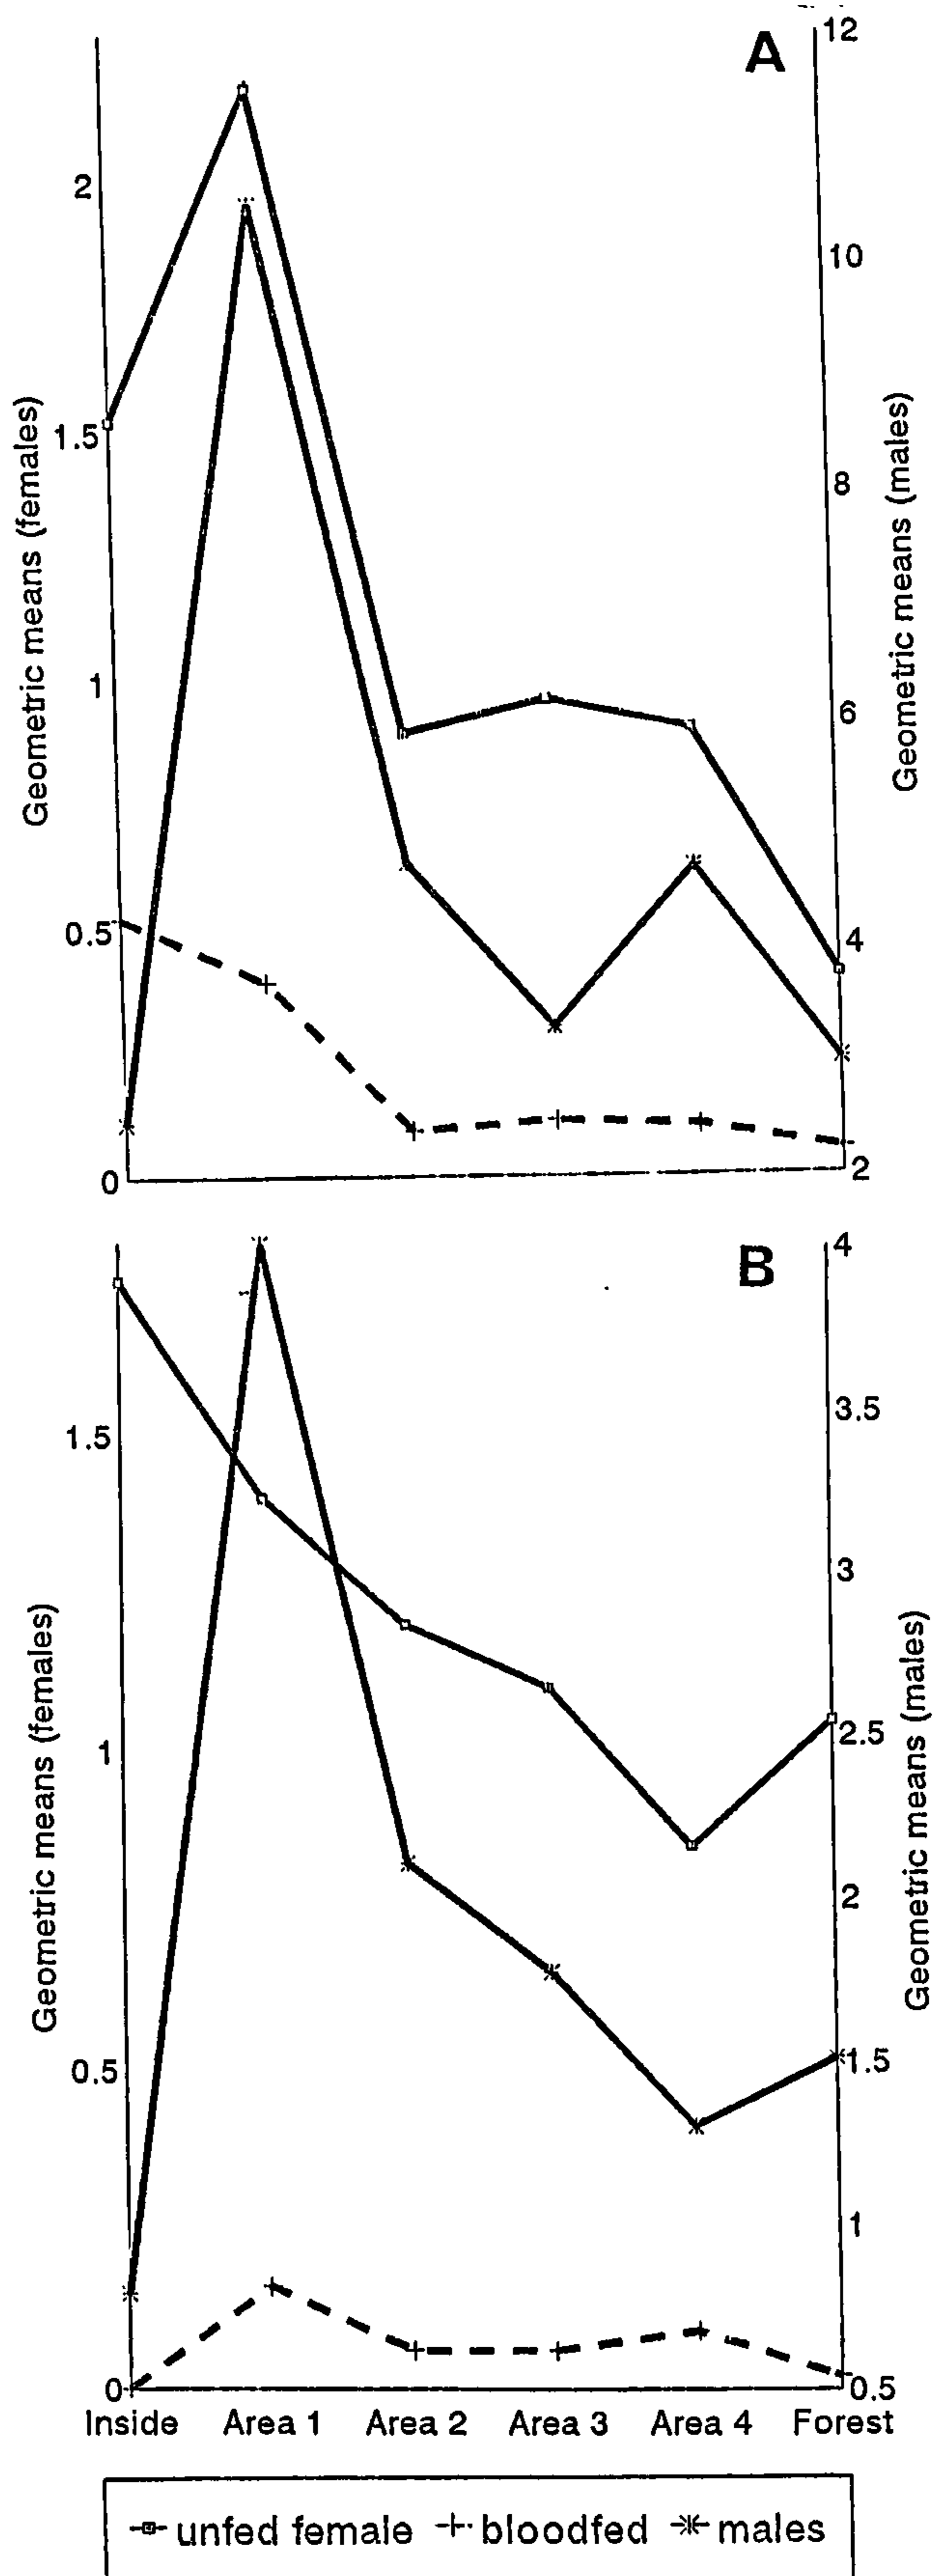 A
12
2
10
1.5
8
1
6
0.5
4
0
2
Geometric means (females)
Geometric means (males)
B
4
3.5
1.5
3
1
2.5
2
0.5
1.5
1
0
0.5
Geometric means (females)
Geometric means (males)
Inside Area 1 Area 2 Area 3 Area 4 Forest
unfed female bloodfed males